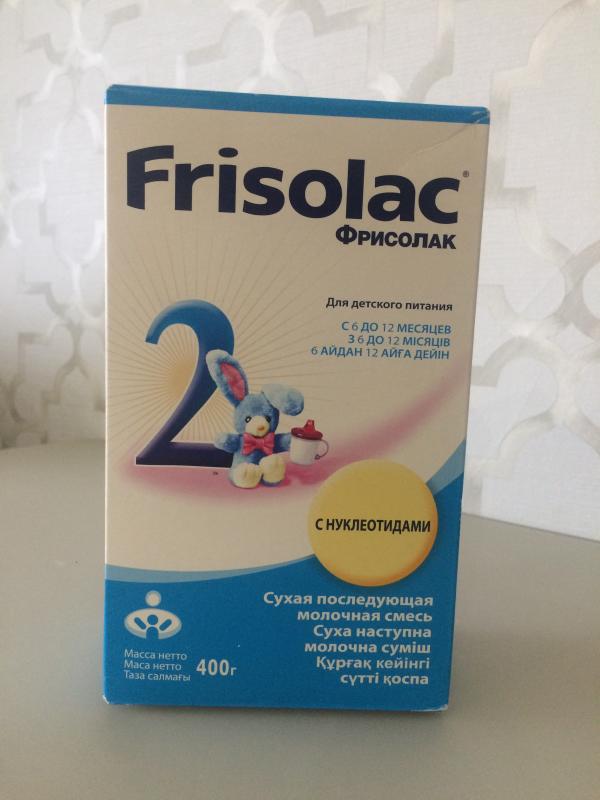 Frisolac®
ФРИСОЛАК
Для детского питания
С 6 ДО 12 МЕСЯЦЕВ
З 6 ДО 12 МІСЯЦІВ
6 АЙДАН 12 АЙҒА ДЕЙІН
2
С НУКЛЕОТИДАМИ
Сухая последующая
молочная смесь
Суха наступна
молочна суміш
Құрғақ кейінгі
сүтті қоспа
Масса нетто
Маса нетто
Таза салмағы
400г